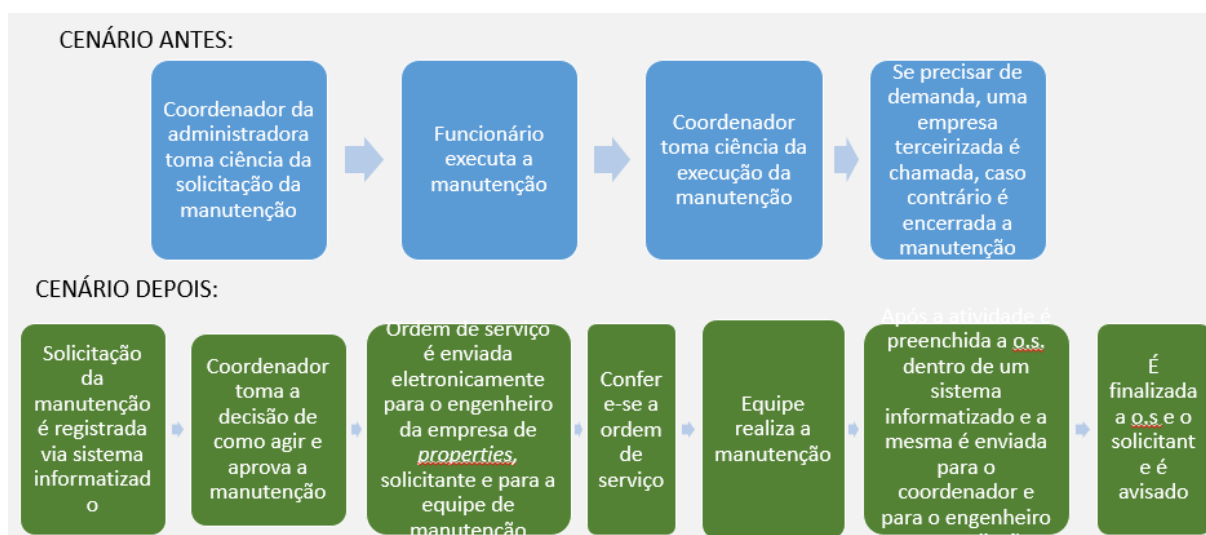 CENÁRIO ANTES:
Coordenador da
administradora
toma ciência da
solicitação da
manutenção
Funcionário
executa a
manutenção
Coordenador
toma ciência da
execução da
manutenção
Se precisar de
demanda, uma
empresa
terceirizada é
chamada, caso
contrário é
encerrada a
manutenção
CENÁRIO DEPOIS:
Solicitação
da
manutenção
é registrada
via sistema
informatizad
o
Coordenador
toma a
decisão de
como agir e
aprova a
manutenção
Ordem de serviço
é enviada
eletronicamente
para o engenheiro
da empresa de
properties,
solicitante e para a
equipe de
manutenção
Confer
e-se a
ordem
de
serviço
Equipe
realiza a
manutenção
Após a atividade é
preenchida a o.s.
dentro de um
sistema
informatizado e a
mesma é enviada
para o
coordenador e
para o engenheiro
É
finalizada
a o.s e o
solicitant
e é
avisado